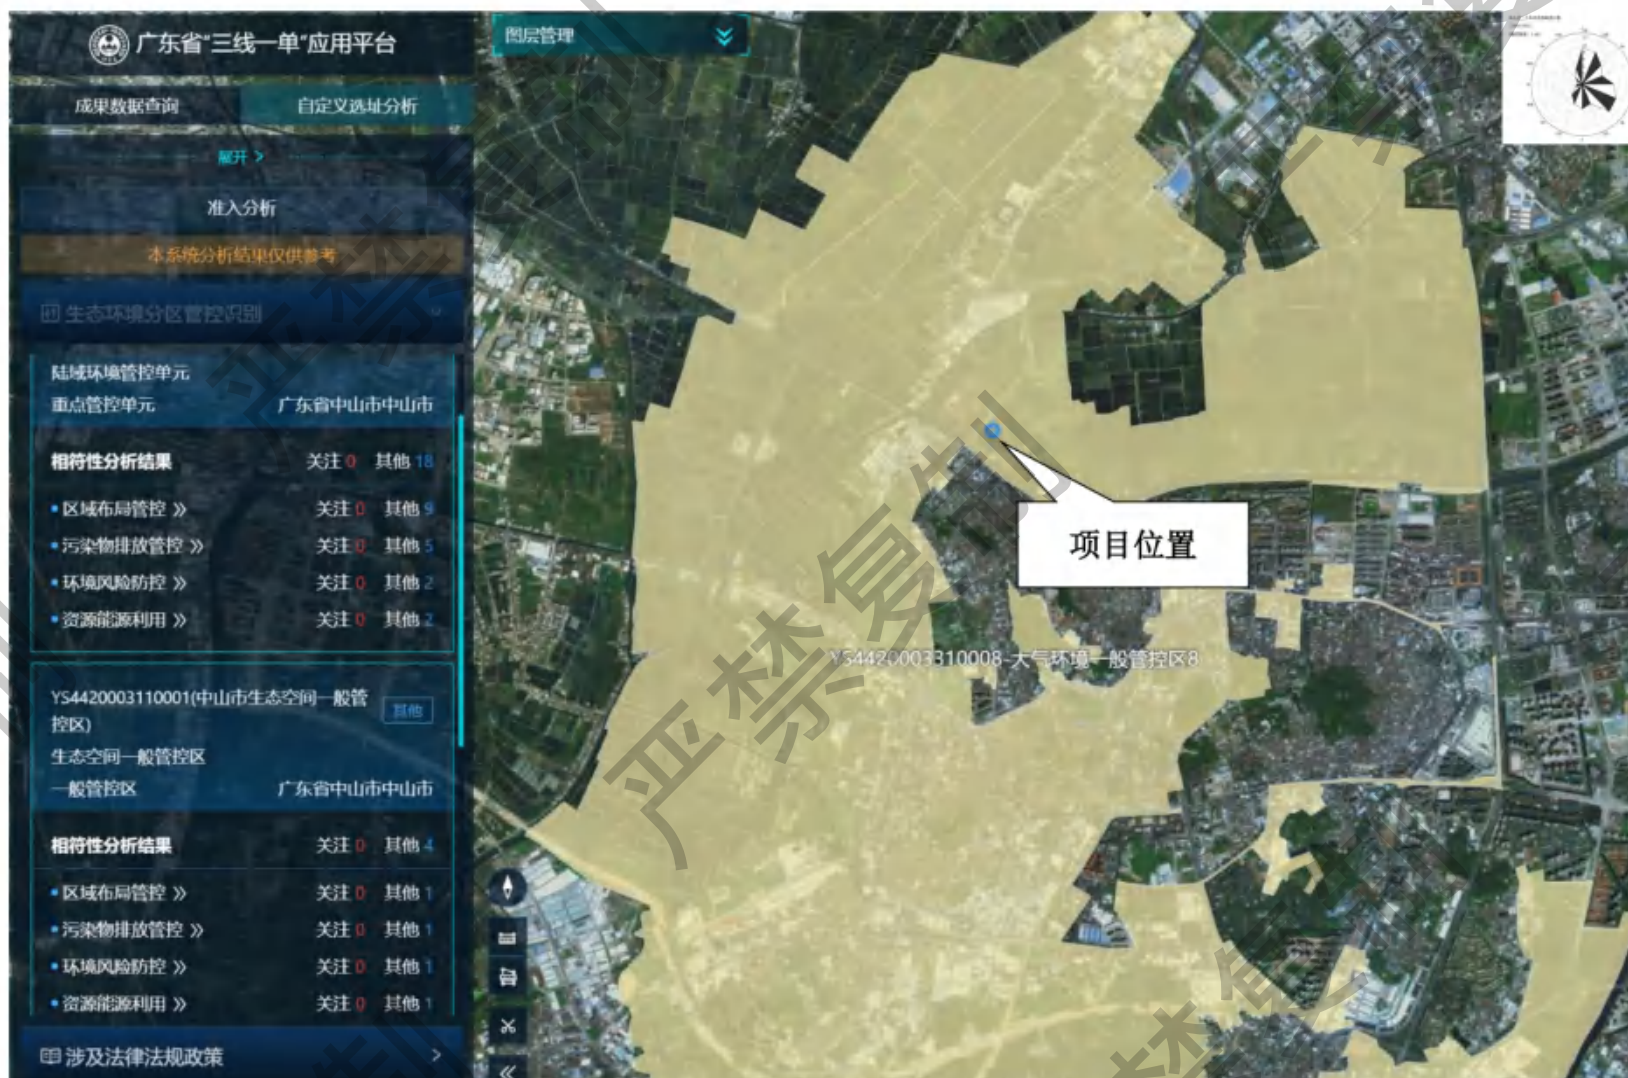 广东省“三线一单”应用平台
成果数据查询 自定义选址分析
展开 >
准入分析
本系统分析结果仅供参考
生态环境分区管控识别
陆域环境管控单元
重点管控单元 广东省中山市中山市
相符性分析结果 关注 0 其他 18
• 区域布局管控 » 关注 0 其他 9
• 污染物排放管控 » 关注 0 其他 5
• 环境风险防控 » 关注 0 其他 2
• 资源能源利用 » 关注 0 其他 2
YS4420003110001(中山市生态空间一般管
控区) 其他
生态空间一般管控区
一般管控区 广东省中山市中山市
相符性分析结果 关注 0 其他 4
• 区域布局管控 » 关注 0 其他 1
• 污染物排放管控 » 关注 0 其他 1
• 环境风险防控 » 关注 0 其他 1
• 资源能源利用 » 关注 0 其他 1
涉及法律法规政策 >
图层管理
项目位置
YS4420003310008-大气环境一般管控区8
严禁复制